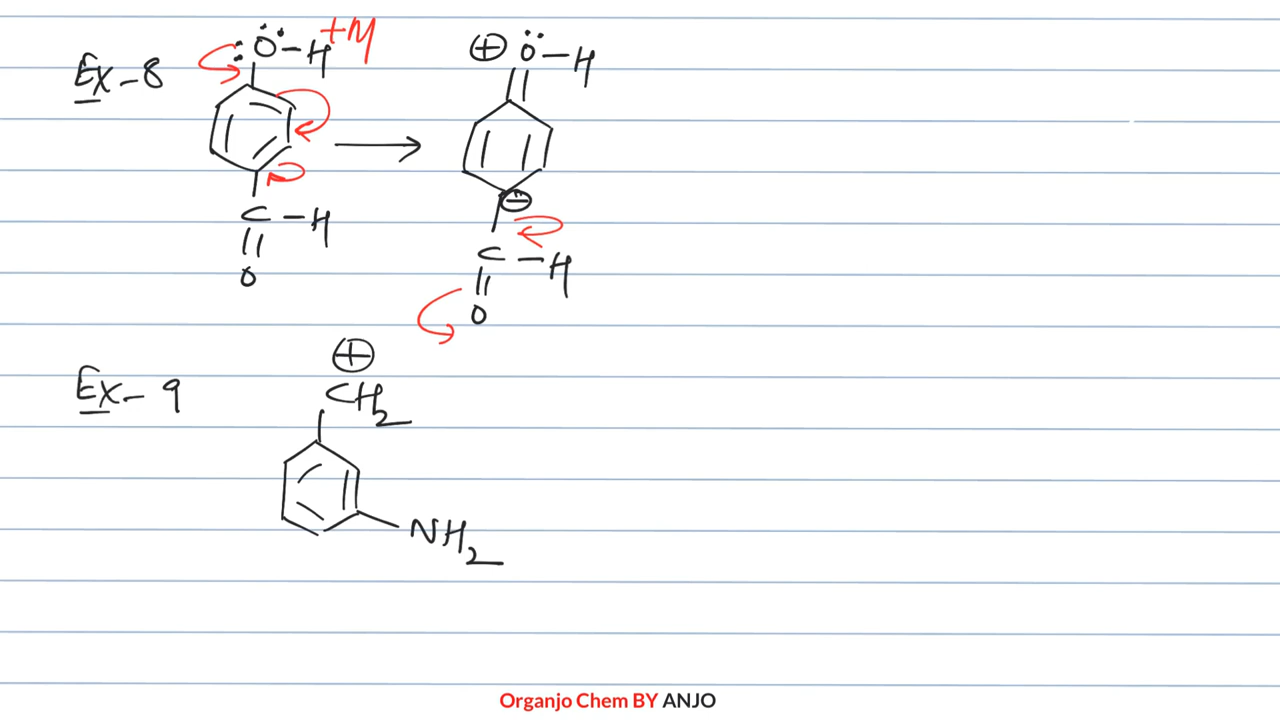 Ex-8
:Ö-H +M
⊕ Ö-H
C-H
O
⊖
C-H
O
Ex-9
⊕
CH2
NH2
Organjo Chem BY ANJO